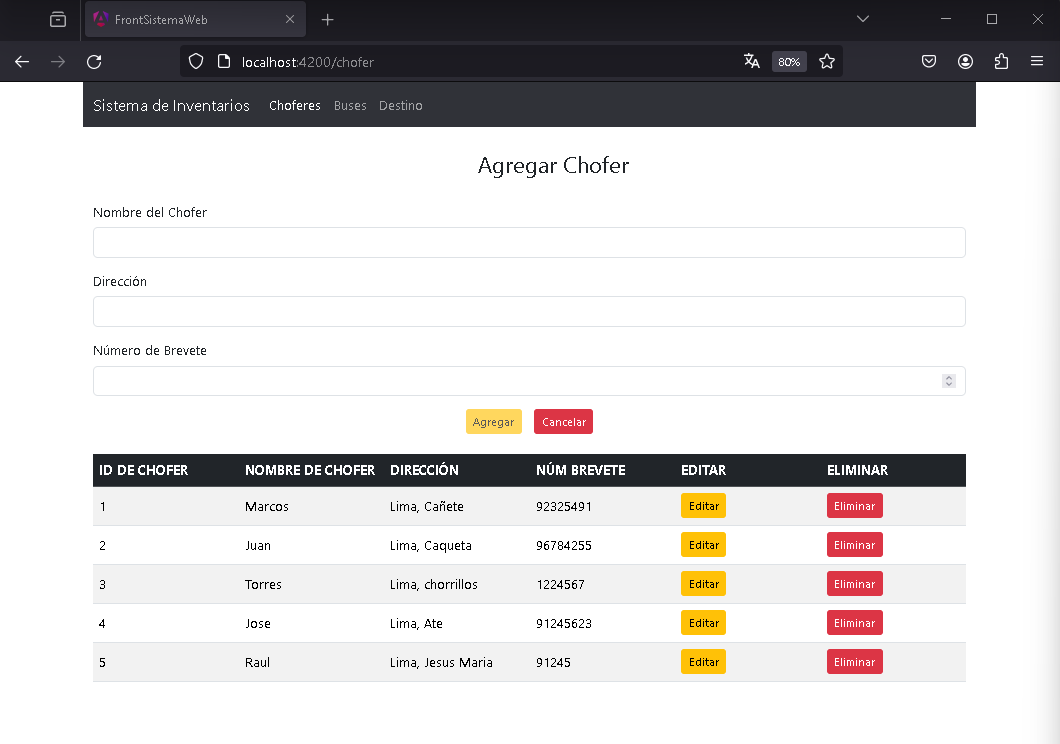 FrontSistemaWeb
localhost:4200/chofer
80%
Sistema de Inventarios Choferes Buses Destino
Agregar Chofer
Nombre del Chofer
Dirección
Número de Brevete
Agregar Cancelar
ID DE CHOFER NOMBRE DE CHOFER DIRECCIÓN NÚM BREVETE EDITAR ELIMINAR
1 Marcos Lima, Cañete 92325491 Editar Eliminar
2 Juan Lima, Caqueta 96784255 Editar Eliminar
3 Torres Lima, chorrillos 1224567 Editar Eliminar
4 Jose Lima, Ate 91245623 Editar Eliminar
5 Raul Lima, Jesus Maria 91245 Editar Eliminar